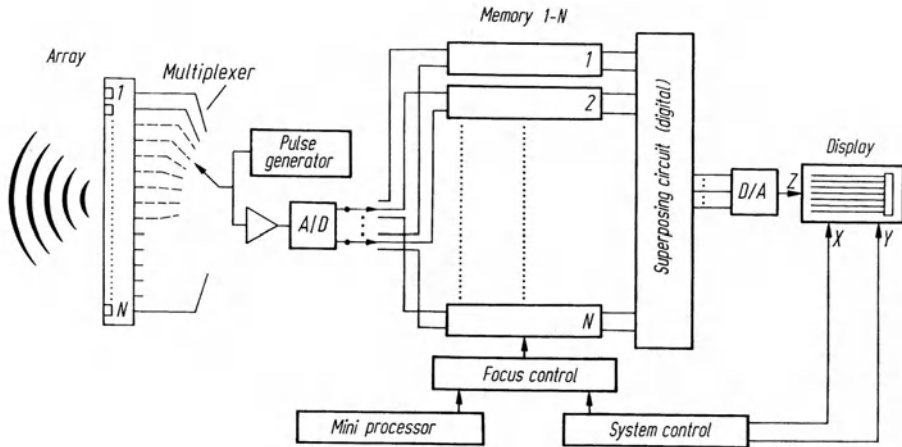 Memory 1-N
Array
Multiplexer
1
N
Pulse
generator
A/D
1
2
N
Superposing circuit (digital)
D/A
Z
Display
X
Y
Focus control
Mini processor
System control